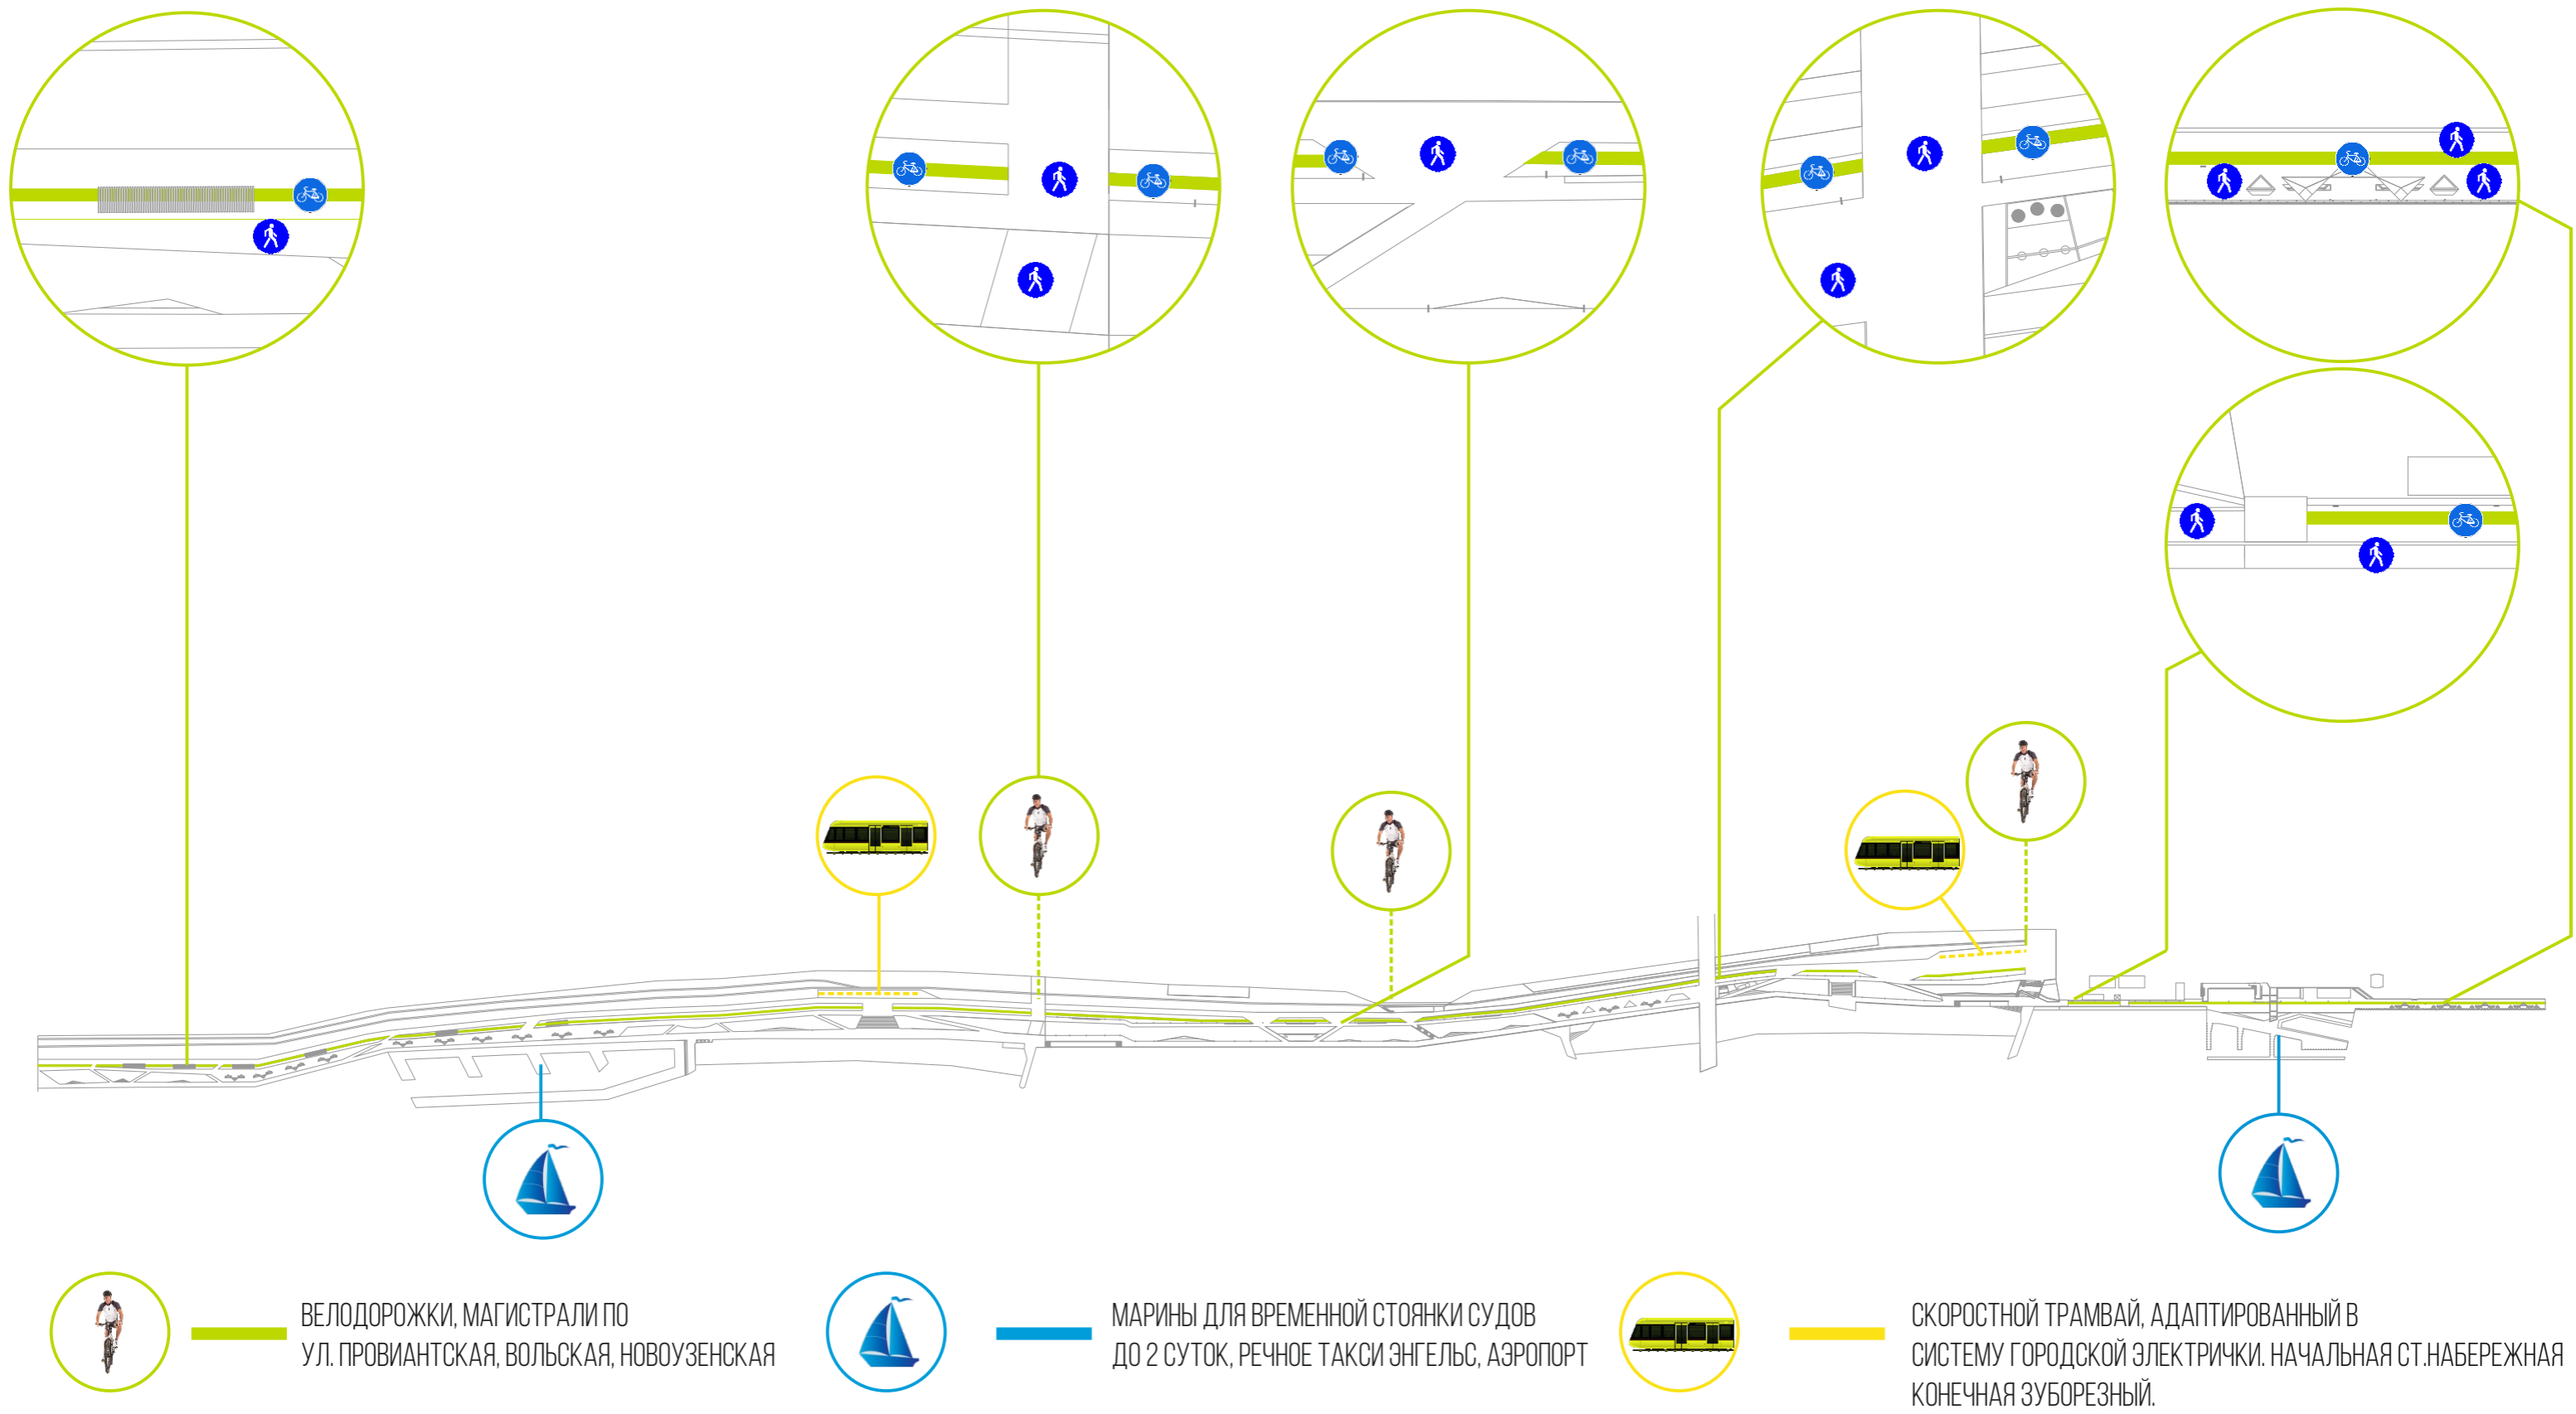 ВЕЛОДОРОЖКИ, МАГИСТРАЛИ ПО
УЛ. ПРОВИАНТСКАЯ, ВОЛЬСКАЯ, НОВОУЗЕНСКАЯ
МАРИНЫ ДЛЯ ВРЕМЕННОЙ СТОЯНКИ СУДОВ
ДО 2 СУТОК, РЕЧНОЕ ТАКСИ ЭНГЕЛЬС, АЭРОПОРТ
СКОРОСТНОЙ ТРАМВАЙ, АДАПТИРОВАННЫЙ В
СИСТЕМУ ГОРОДСКОЙ ЭЛЕКТРИЧКИ. НАЧАЛЬНАЯ СТ.НАБЕРЕЖНАЯ
КОНЕЧНАЯ ЗУБОРЕЗНЫЙ.